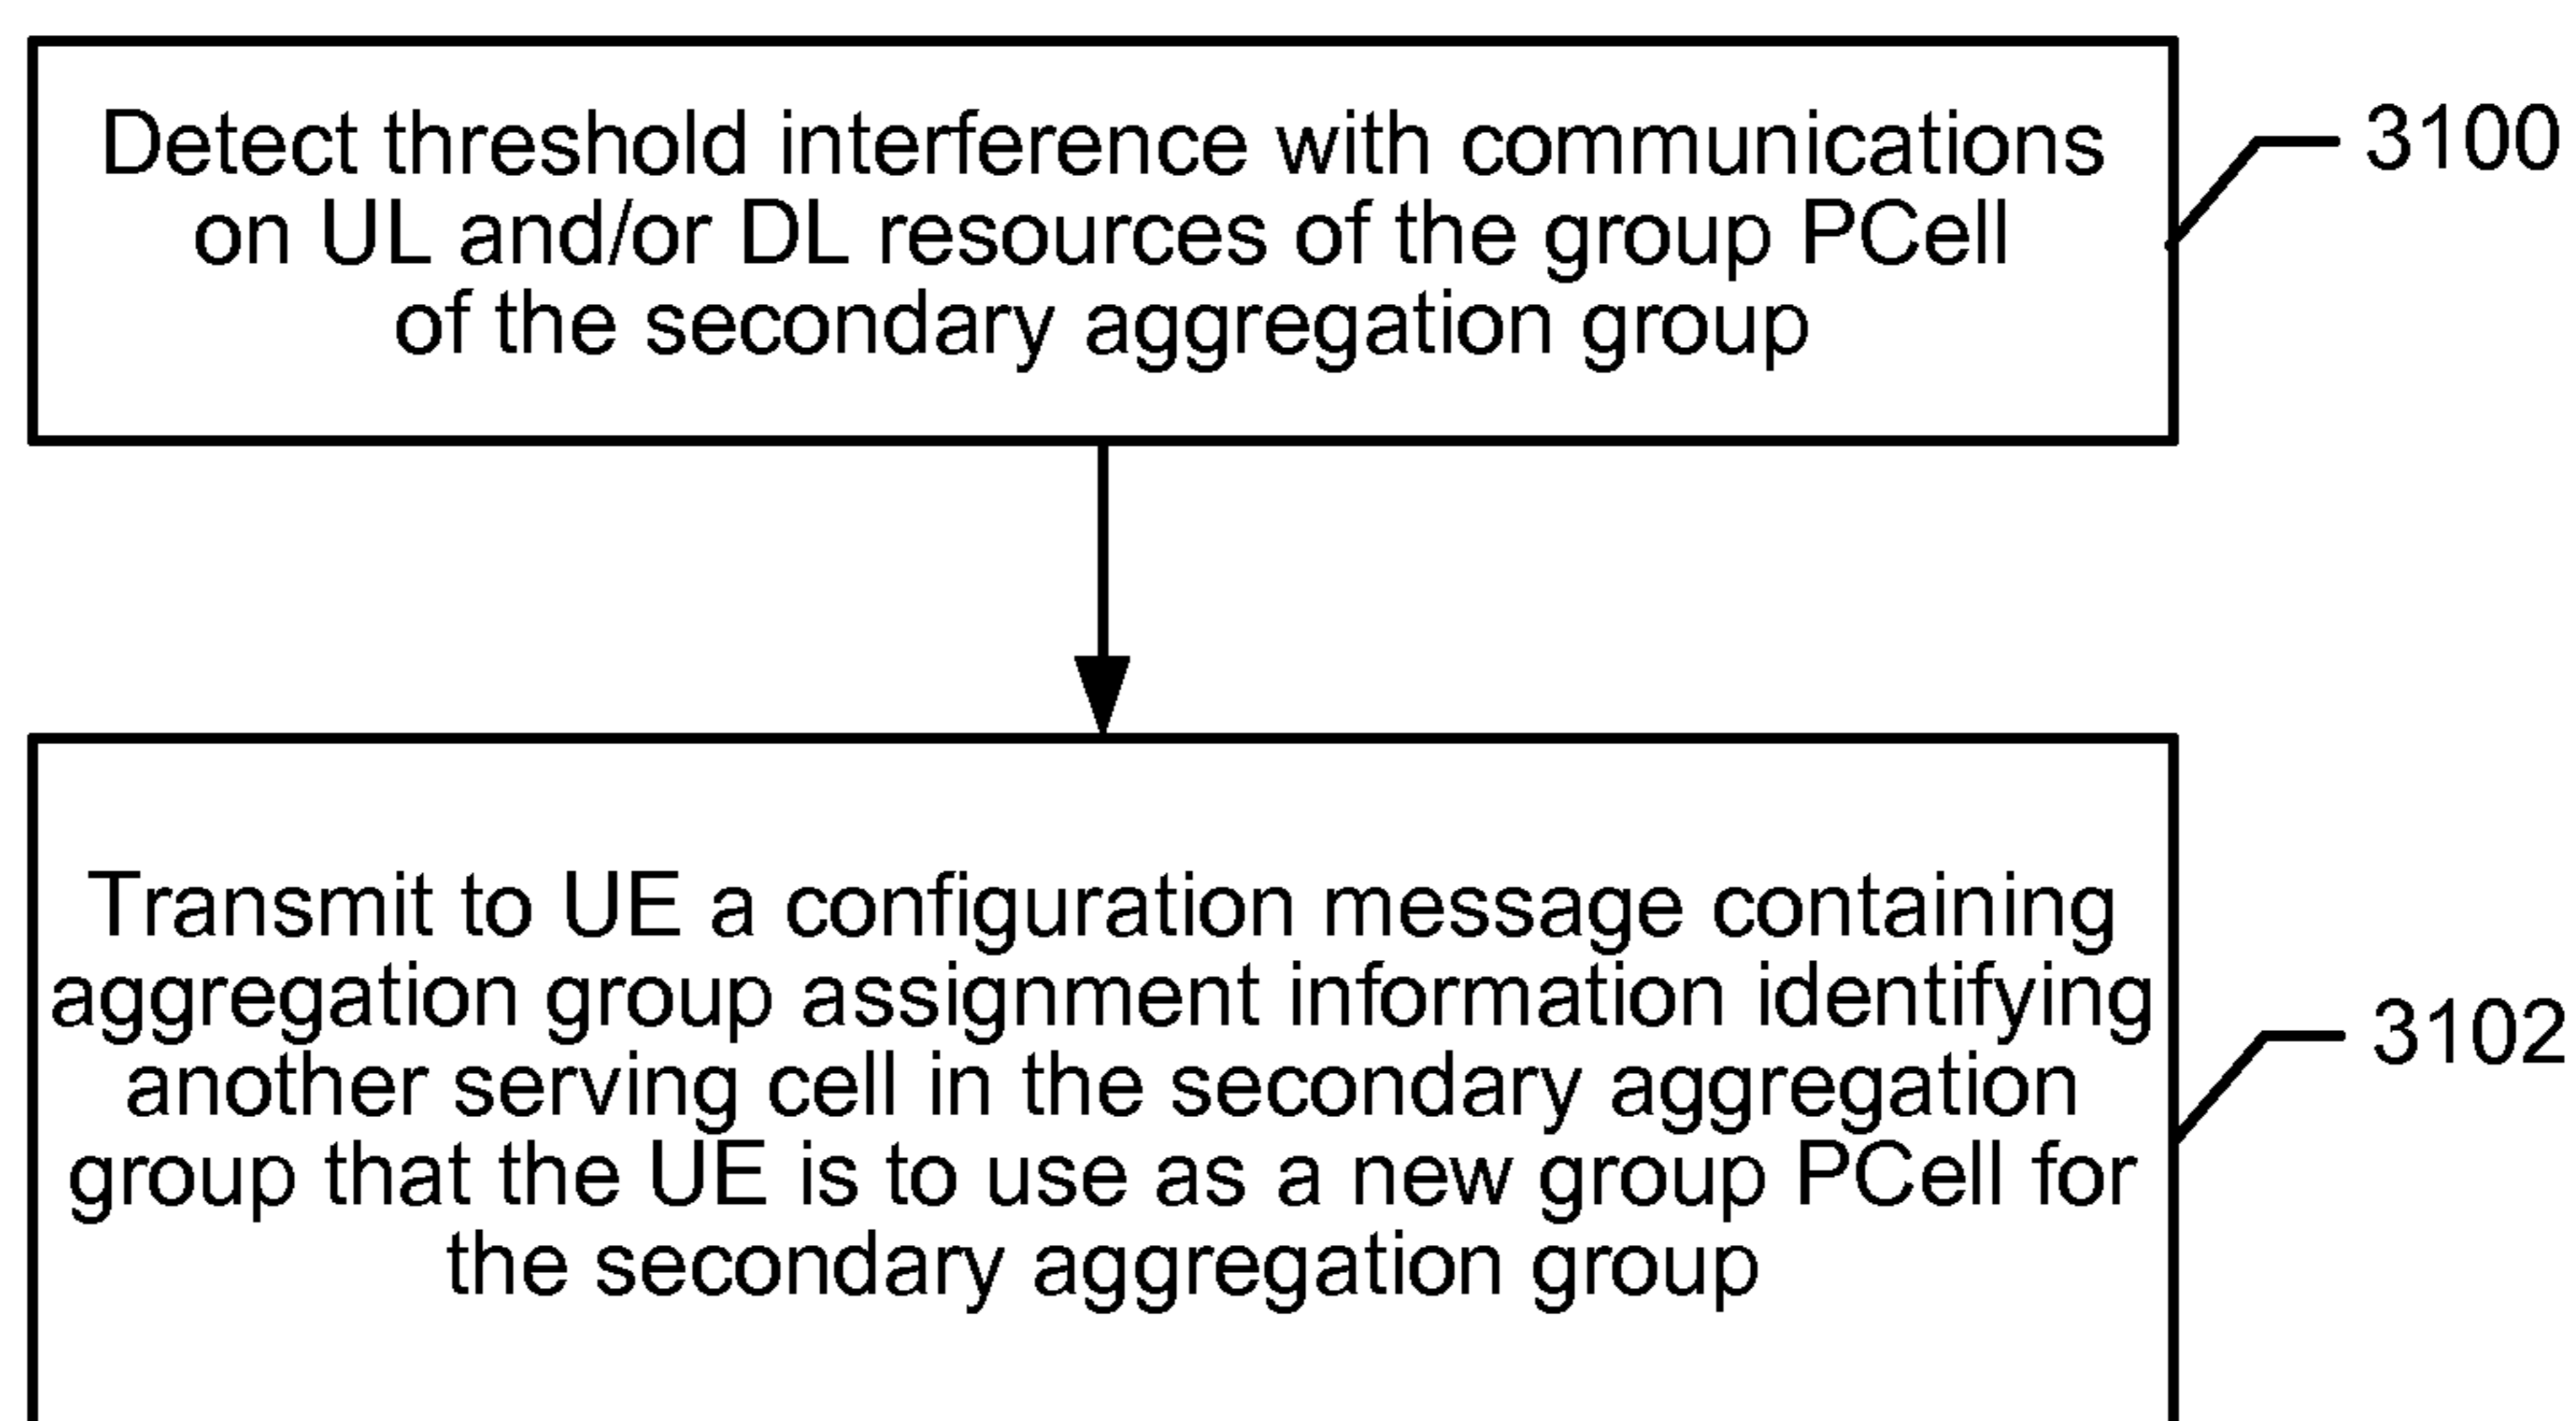 Detect threshold interference with communications
on UL and/or DL resources of the group PCell
of the secondary aggregation group
3100
Transmit to UE a configuration message containing
aggregation group assignment information identifying
another serving cell in the secondary aggregation
group that the UE is to use as a new group PCell for
the secondary aggregation group
3102